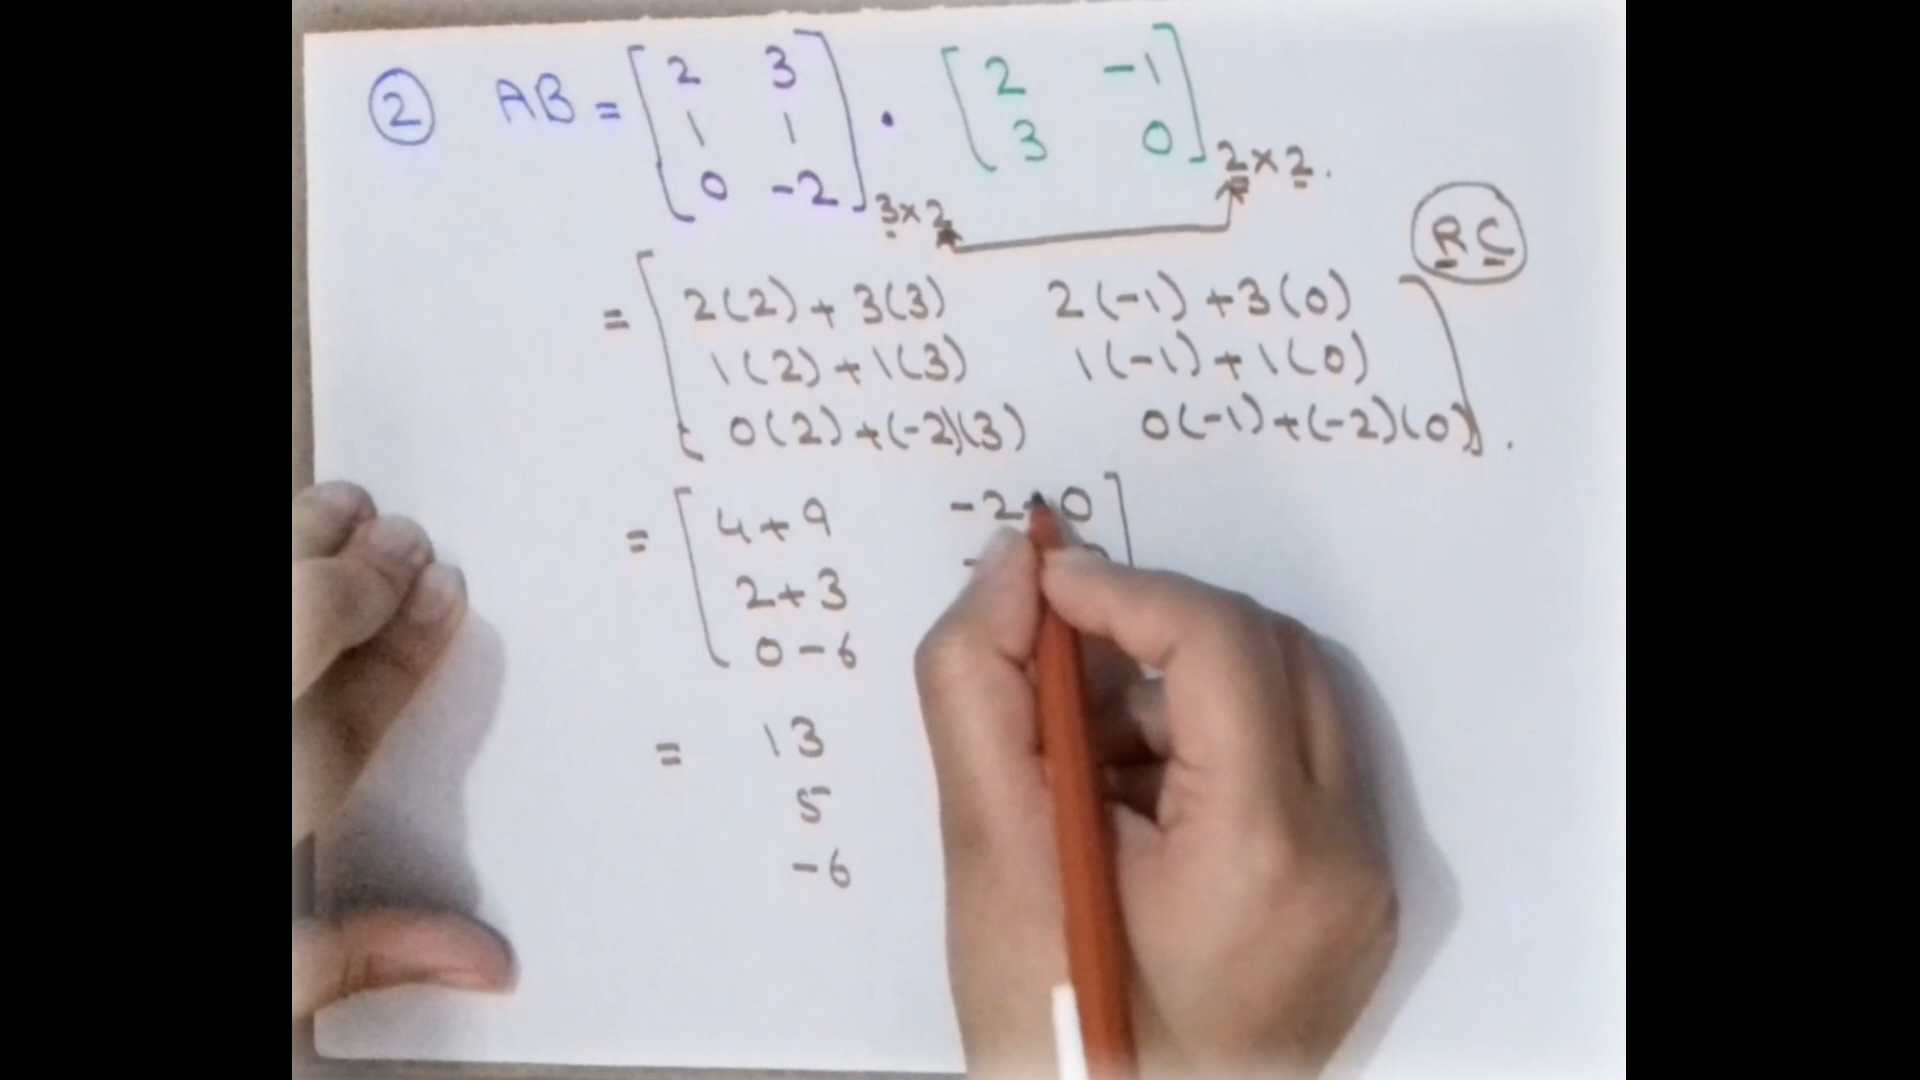 ② AB = [2 3] . [2 -1]
1 1 3 0
0 -2 3×2 2×2.
R C
= [2(2)+3(3) 2(-1)+3(0)]
1(2)+1(3) 1(-1)+1(0)
0(2)+(-2)(3) 0(-1)+(-2)(0).
= [4+9 -2+0]
2+3 -
0-6
= 13
5
-6